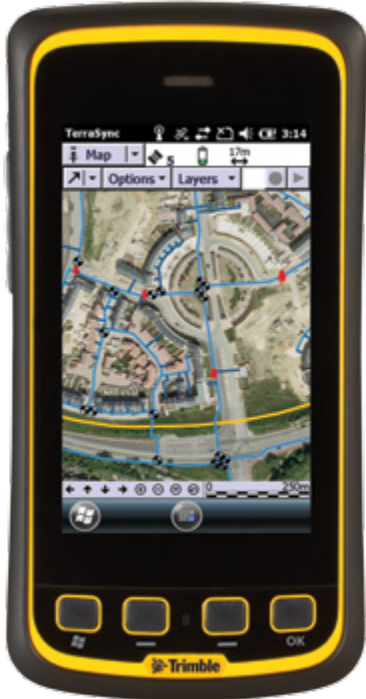 TerraSync 3:14
Map 5 17m
Options Layers
0 250m
OK
Trimble